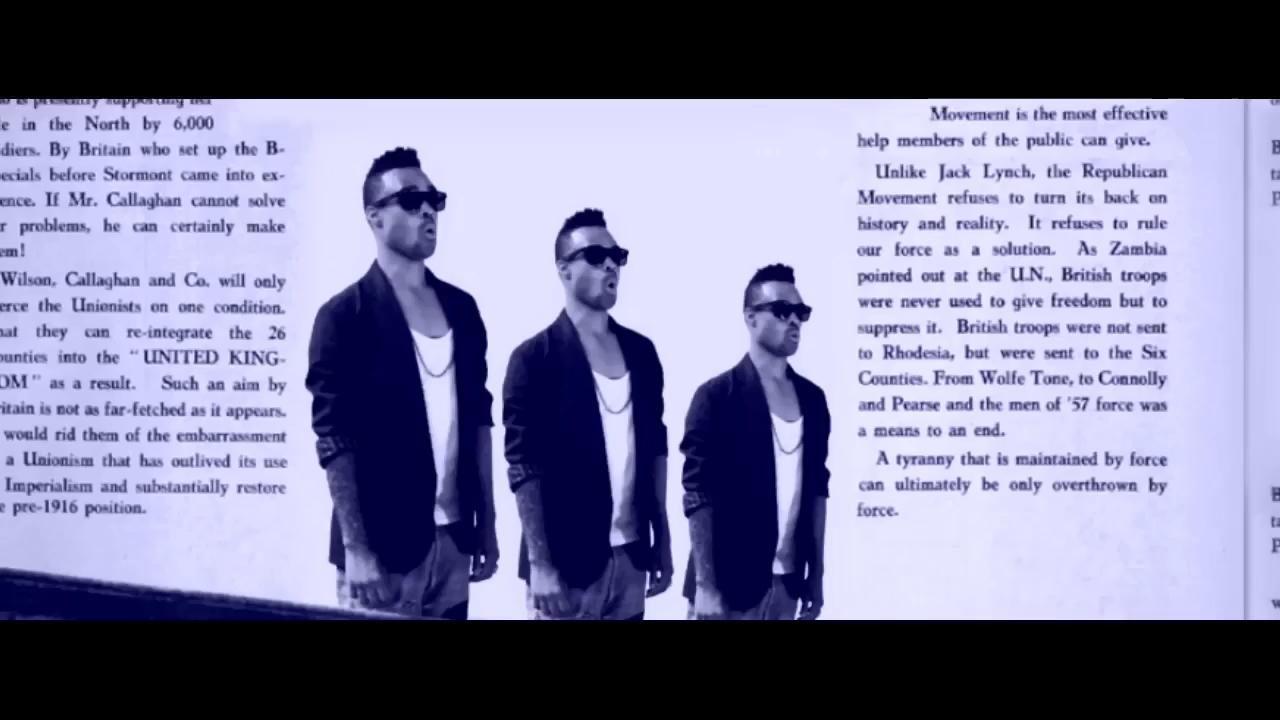 le in the North by 6,000
diers. By Britain who set up the B-
ecials before Stormont came into ex-
ence. If Mr. Callaghan cannot solve
r problems, he can certainly make
em!
Wilson, Callaghan and Co. will only
erce the Unionists on one condition.
hat they can re-integrate the 26
ounties into the "UNITED KING-
OM" as a result. Such an aim by
ritain is not as far-fetched as it appears.
would rid them of the embarrassment
a Unionism that has outlived its use
Imperialism and substantially restore
e pre-1916 position.
Movement is the most effective
help members of the public can give.
Unlike Jack Lynch, the Republican
Movement refuses to turn its back on
history and reality. It refuses to rule
our force as a solution. As Zambia
pointed out at the U.N., British troops
were never used to give freedom but to
suppress it. British troops were not sent
to Rhodesia, but were sent to the Six
Counties. From Wolfe Tone, to Connolly
and Pearse and the men of '57 force was
a means to an end.
A tyranny that is maintained by force
can ultimately be only overthrown by
force.